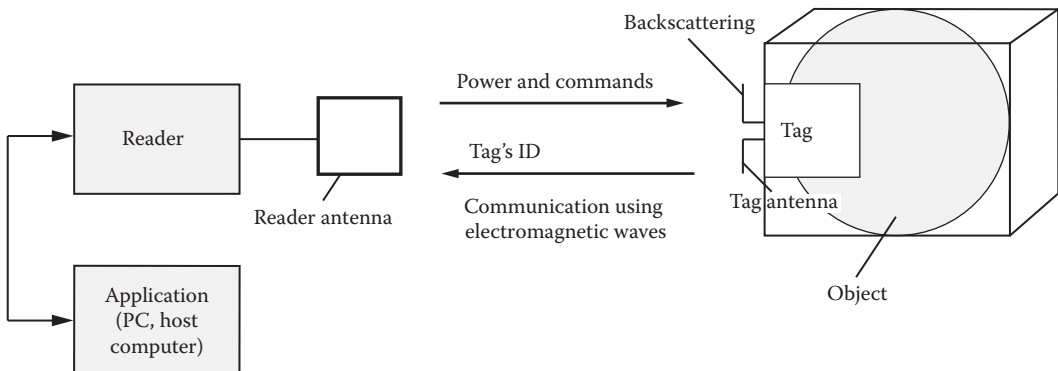 Backscattering
Power and commands
Reader
Tag
Tag's ID
Reader antenna
Communication using
electromagnetic waves
Tag antenna
Object
Application
(PC, host
computer)